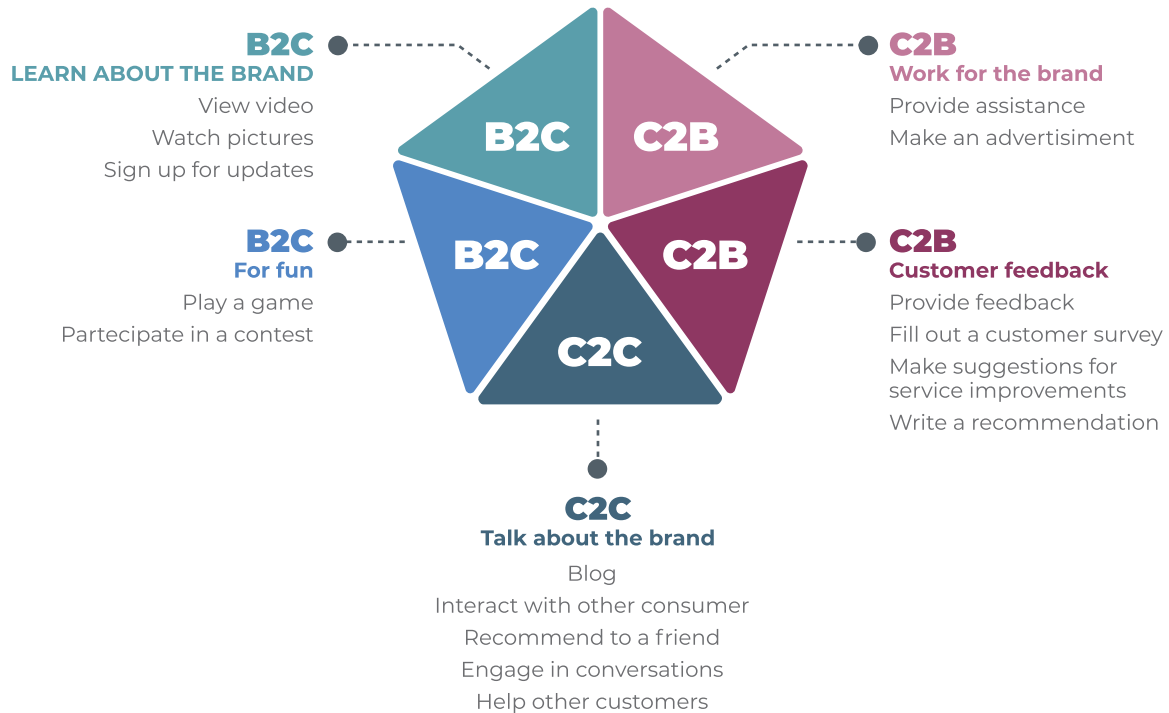 B2C
LEARN ABOUT THE BRAND
View video
Watch pictures
Sign up for updates
B2C
For fun
Play a game
Partecipate in a contest
B2C
C2B
B2C
C2B
C2C
C2B
Work for the brand
Provide assistance
Make an advertisiment
C2B
Customer feedback
Provide feedback
Fill out a customer survey
Make suggestions for
service improvements
Write a recommendation
C2C
Talk about the brand
Blog
Interact with other consumer
Recommend to a friend
Engage in conversations
Help other customers